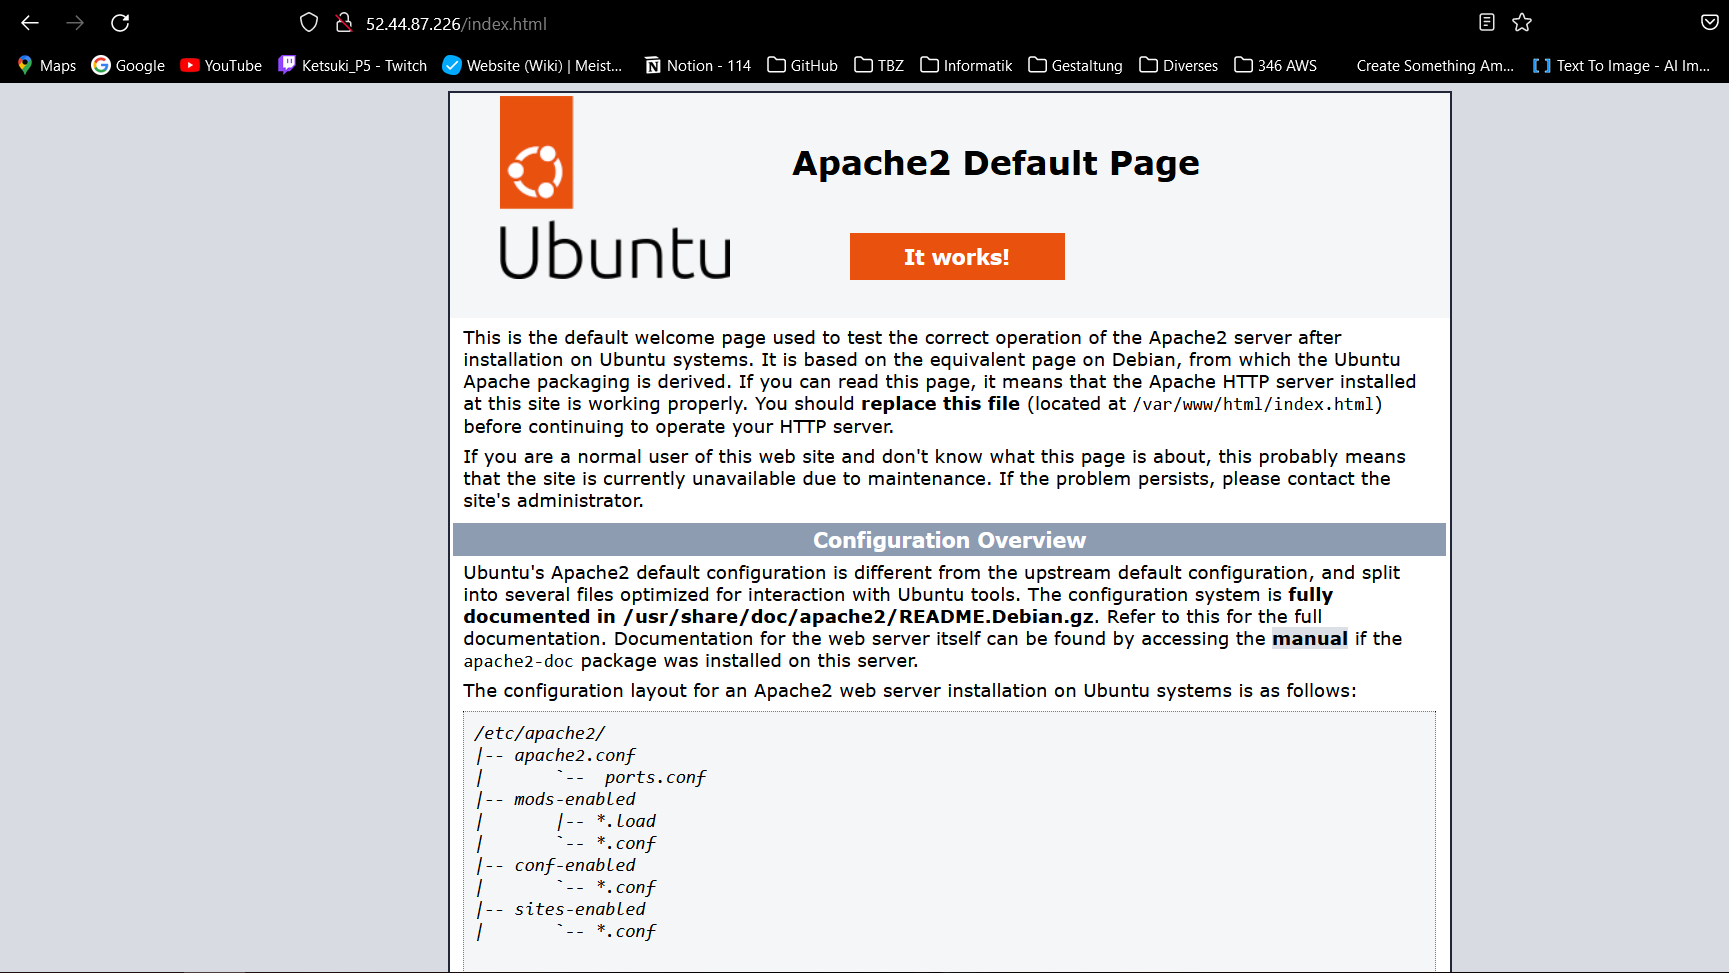 52.44.87.226/index.html
Maps Google YouTube Ketsuki_P5 - Twitch Website (Wiki) | Meist... Notion - 114 GitHub TBZ Informatik Gestaltung Diverses 346 AWS Create Something Am... Text To Image - AI Im...
Ubuntu
Apache2 Default Page
It works!
This is the default welcome page used to test the correct operation of the Apache2 server after
installation on Ubuntu systems. It is based on the equivalent page on Debian, from which the Ubuntu
Apache packaging is derived. If you can read this page, it means that the Apache HTTP server installed
at this site is working properly. You should replace this file (located at /var/www/html/index.html)
before continuing to operate your HTTP server.
If you are a normal user of this web site and don't know what this page is about, this probably means
that the site is currently unavailable due to maintenance. If the problem persists, please contact the
site's administrator.
Configuration Overview
Ubuntu's Apache2 default configuration is different from the upstream default configuration, and split
into several files optimized for interaction with Ubuntu tools. The configuration system is fully
documented in /usr/share/doc/apache2/README.Debian.gz. Refer to this for the full
documentation. Documentation for the web server itself can be found by accessing the manual if the
apache2-doc package was installed on this server.
The configuration layout for an Apache2 web server installation on Ubuntu systems is as follows:
/etc/apache2/
|-- apache2.conf
|       `--  ports.conf
|-- mods-enabled
|       |-- *.load
|       `-- *.conf
|-- conf-enabled
|       `-- *.conf
|-- sites-enabled
|       `-- *.conf